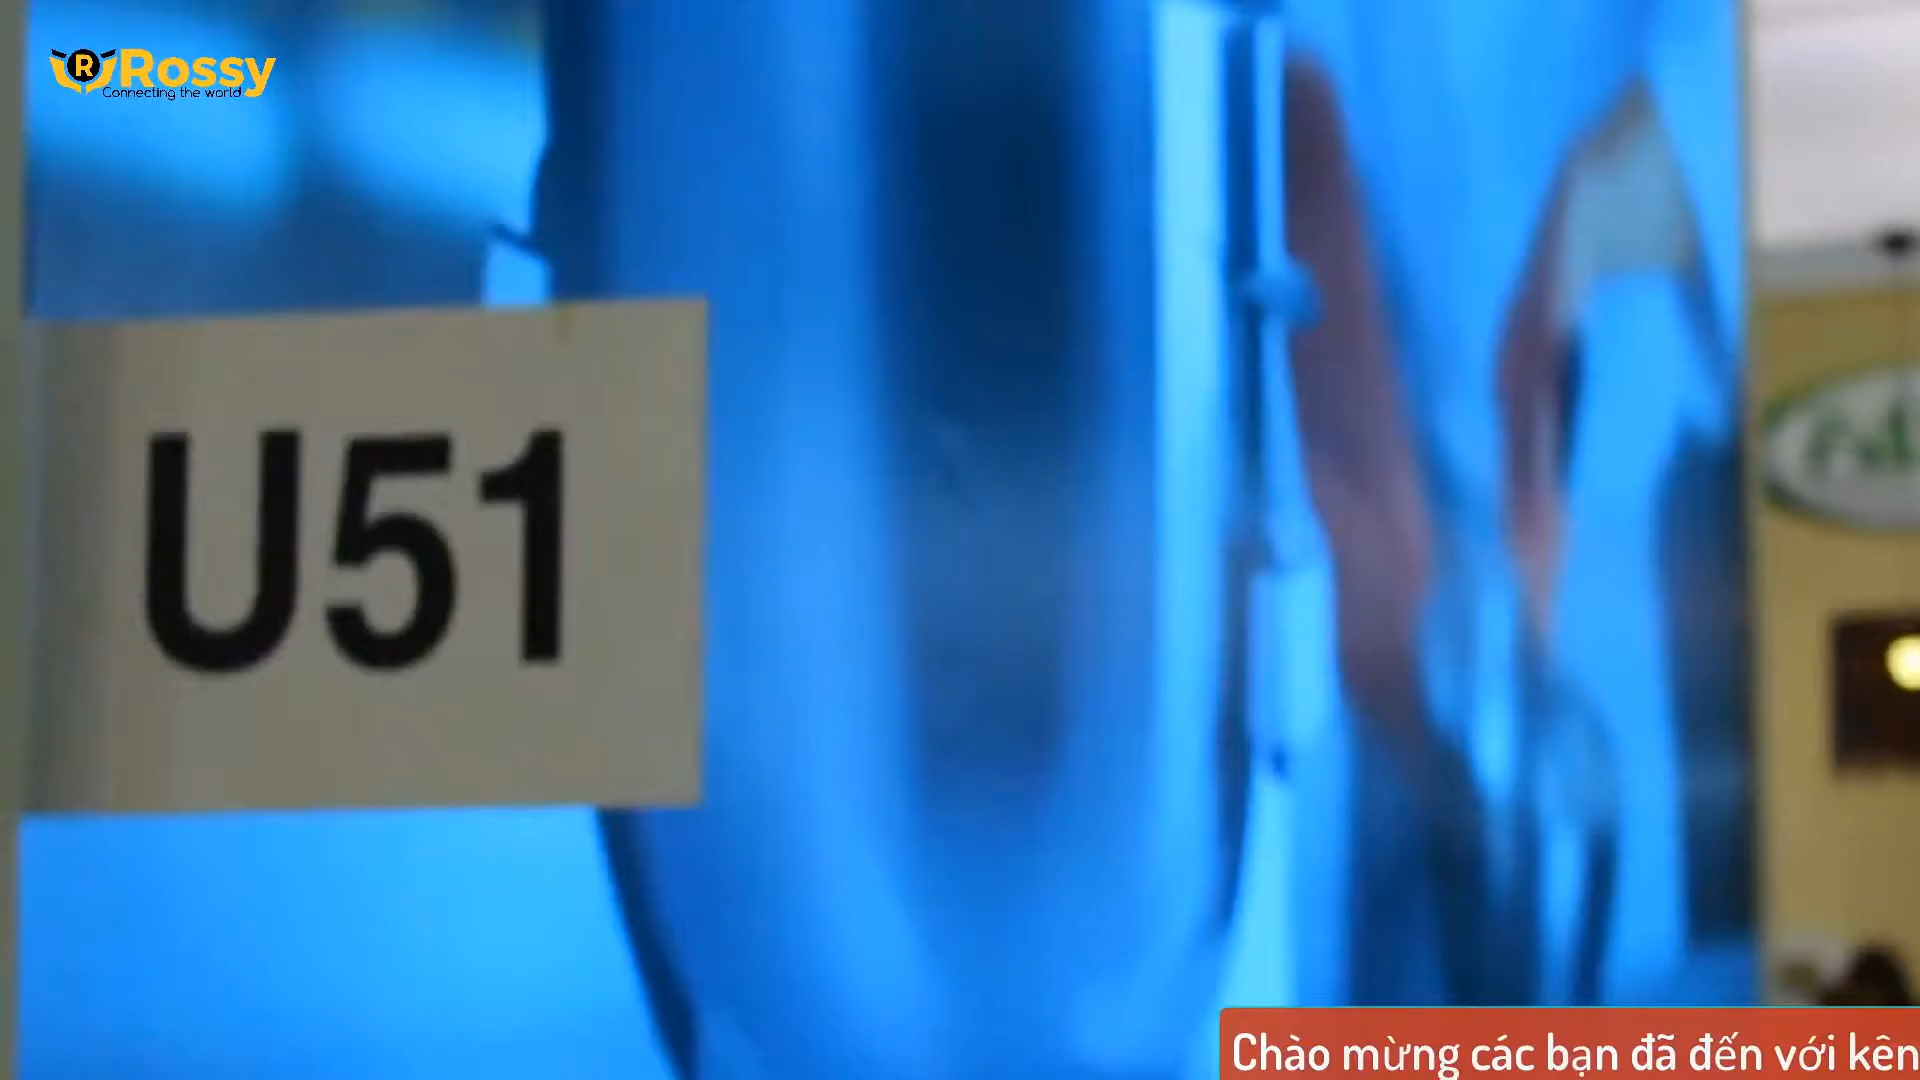 Rossy
Connecting the world
U51
Chào mừng các bạn đã đến với kên